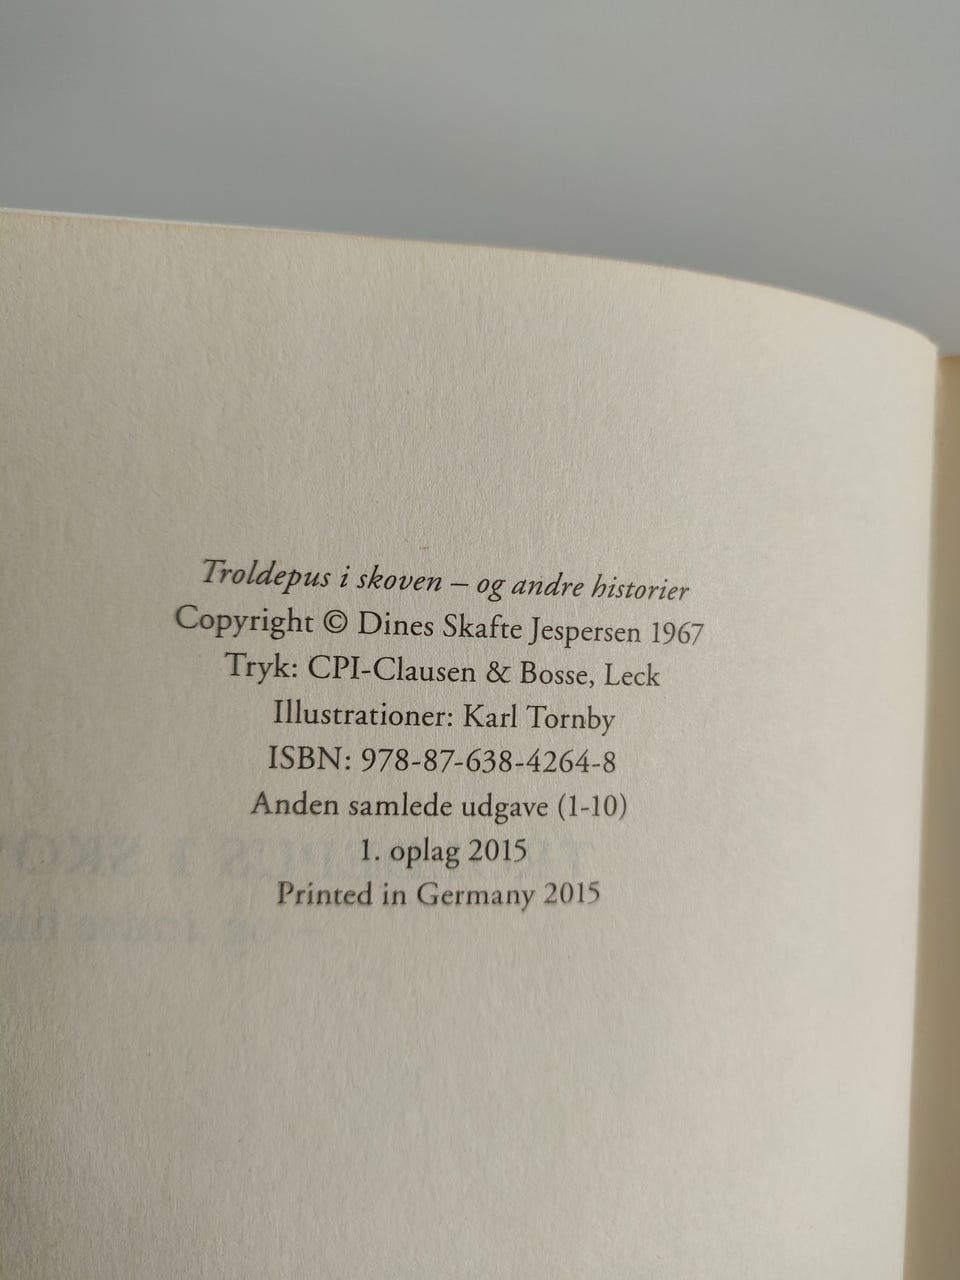 Troldepus i skoven – og andre historier
Copyright © Dines Skafte Jespersen 1967
Tryk: CPI-Clausen & Bosse, Leck
Illustrationer: Karl Tornby
ISBN: 978-87-638-4264-8
Anden samlede udgave (1-10)
1. oplag 2015
Printed in Germany 2015